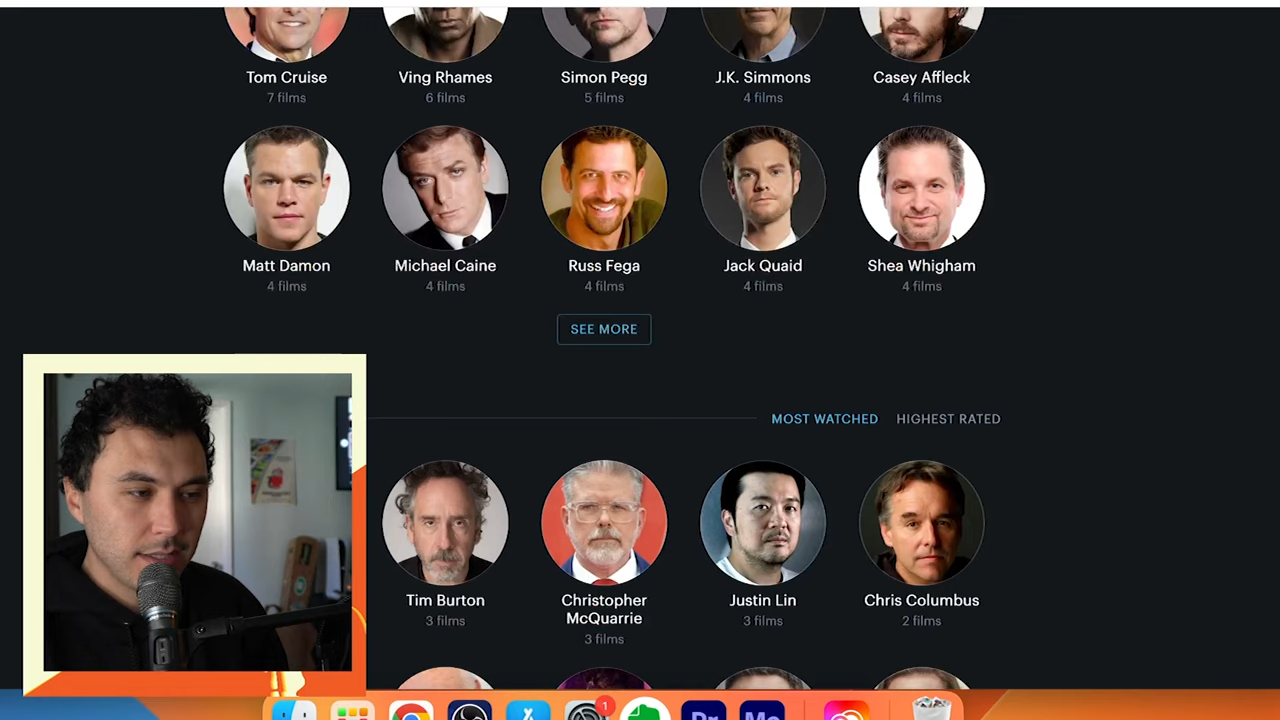 Tom Cruise
7 films
Ving Rhames
6 films
Simon Pegg
5 films
J.K. Simmons
4 films
Casey Affleck
4 films
Matt Damon
4 films
Michael Caine
4 films
Russ Fega
4 films
Jack Quaid
4 films
Shea Whigham
4 films
SEE MORE
MOST WATCHED
HIGHEST RATED
Tim Burton
3 films
Christopher
McQuarrie
3 films
Justin Lin
3 films
Chris Columbus
2 films
1
Pr
Me